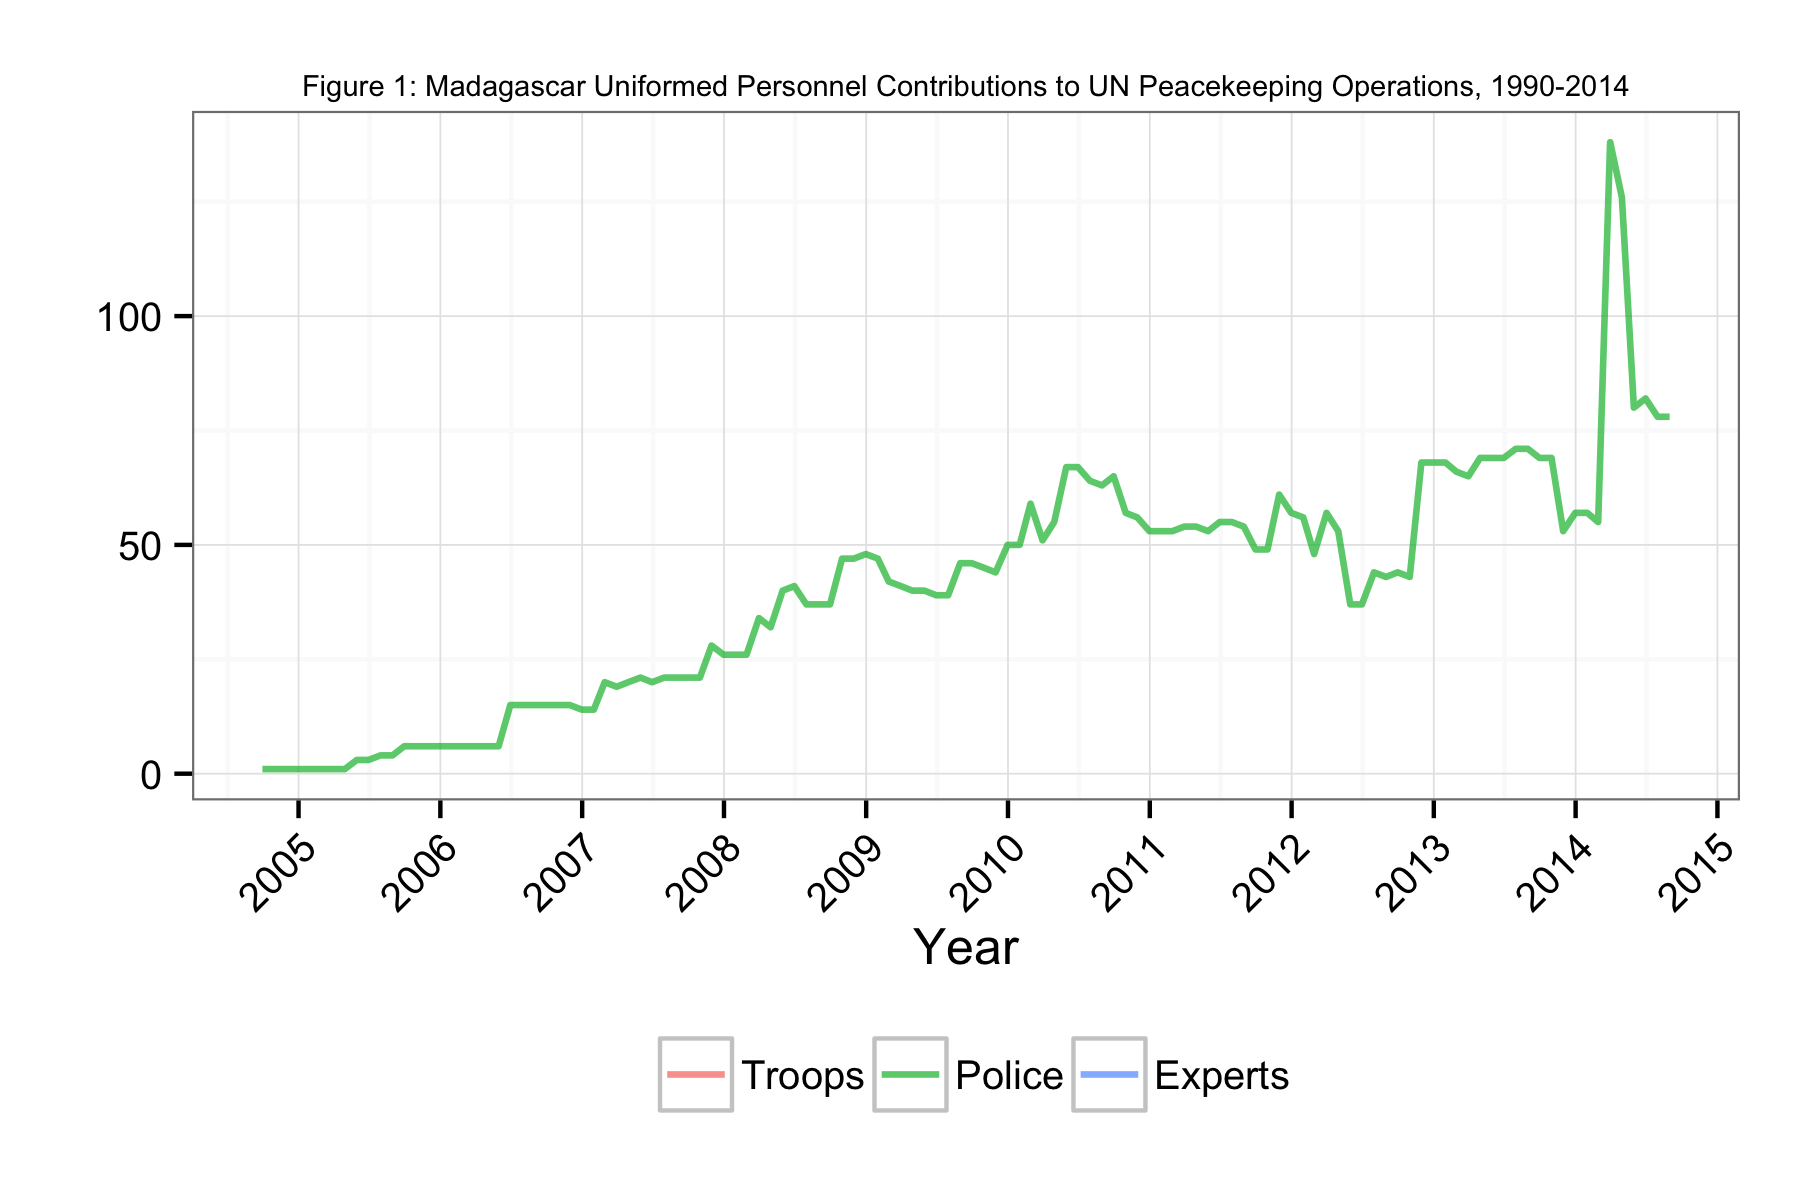 Figure 1: Madagascar Uniformed Personnel Contributions to UN Peacekeeping Operations, 1990-2014
100
50
0
2005 2006 2007 2008 2009 2010 2011 2012 2013 2014 2015
Year
Troops Police Experts